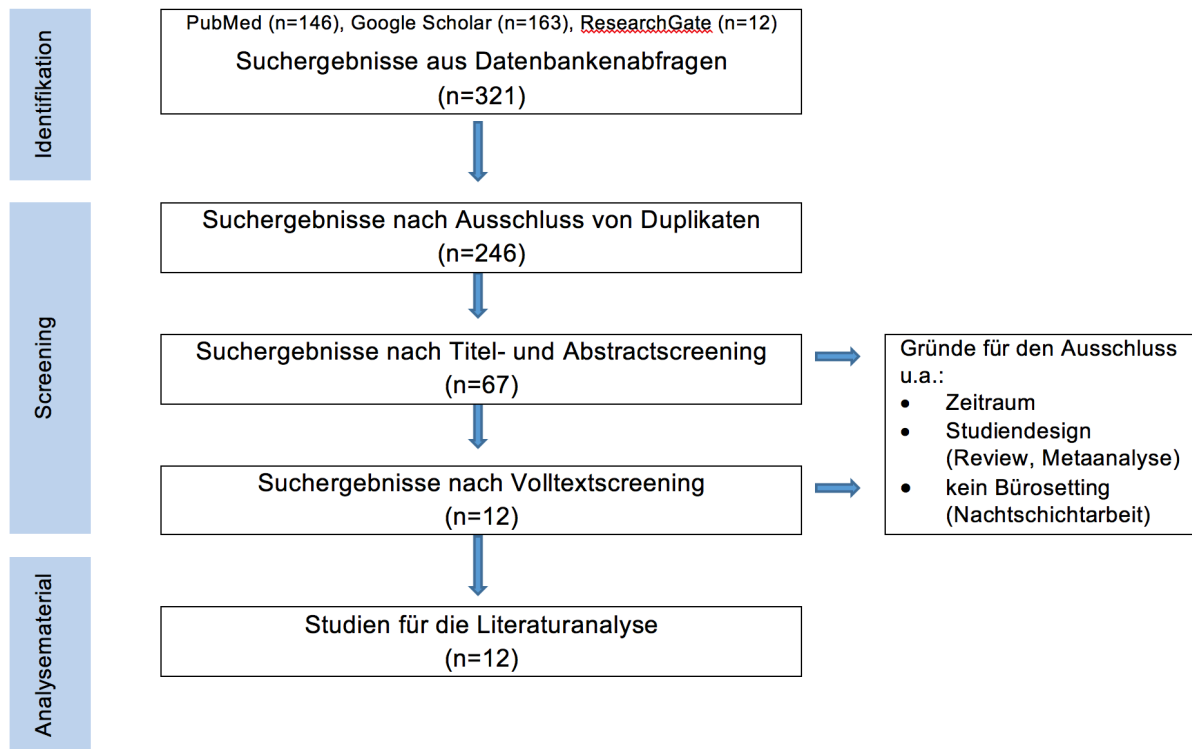 Identifikation
PubMed (n=146), Google Scholar (n=163), ResearchGate (n=12)
Suchergebnisse aus Datenbankenabfragen
(n=321)
Screening
Suchergebnisse nach Ausschluss von Duplikaten
(n=246)
Suchergebnisse nach Titel- und Abstractscreening
(n=67)
Suchergebnisse nach Volltextscreening
(n=12)
Gründe für den Ausschluss
u.a.:
• Zeitraum
• Studiendesign
(Review, Metaanalyse)
• kein Bürosetting
(Nachtschichtarbeit)
Analysematerial
Studien für die Literaturanalyse
(n=12)